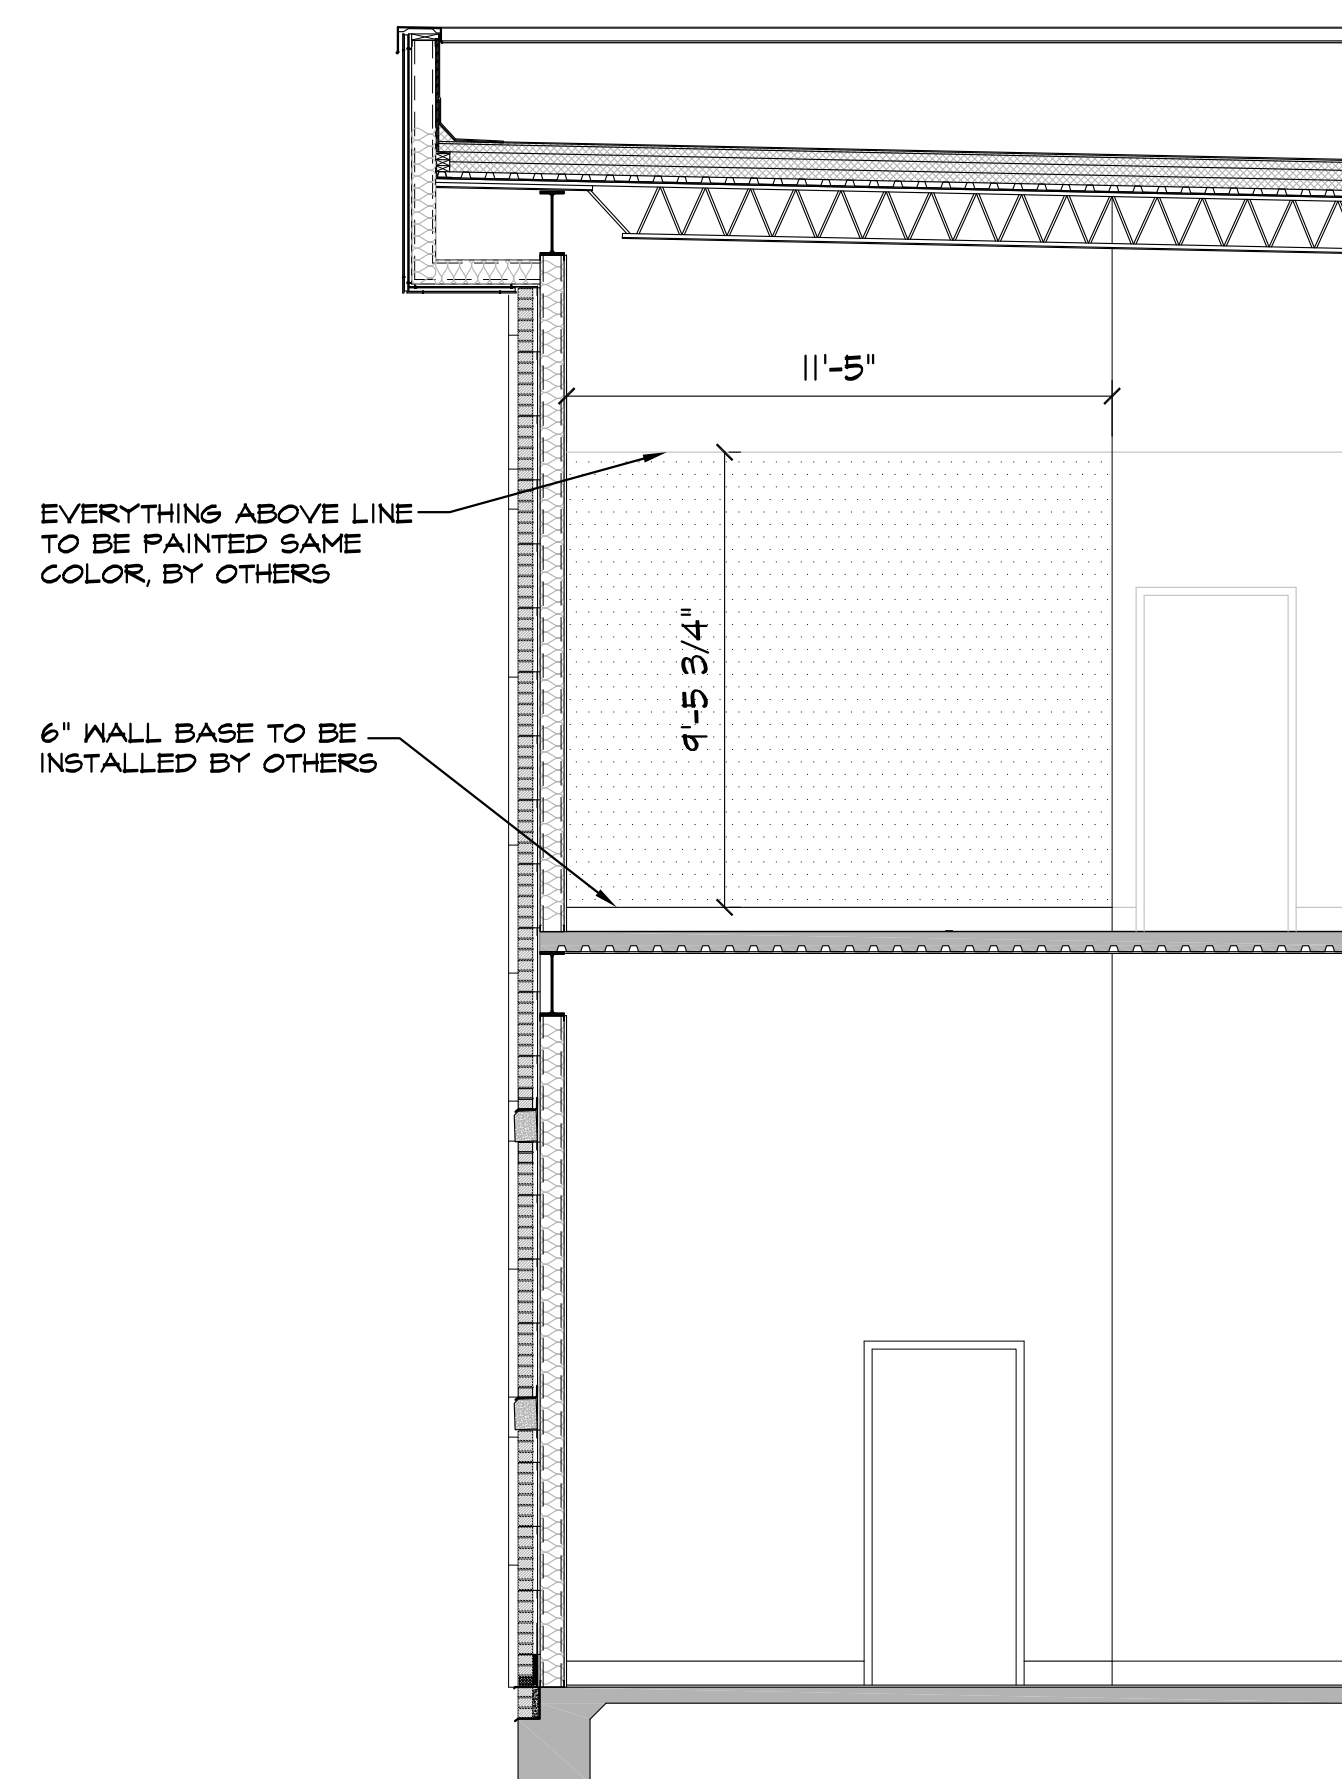 11'-5"
EVERYTHING ABOVE LINE
TO BE PAINTED SAME
COLOR, BY OTHERS
9'-5 3/4"
6" WALL BASE TO BE
INSTALLED BY OTHERS